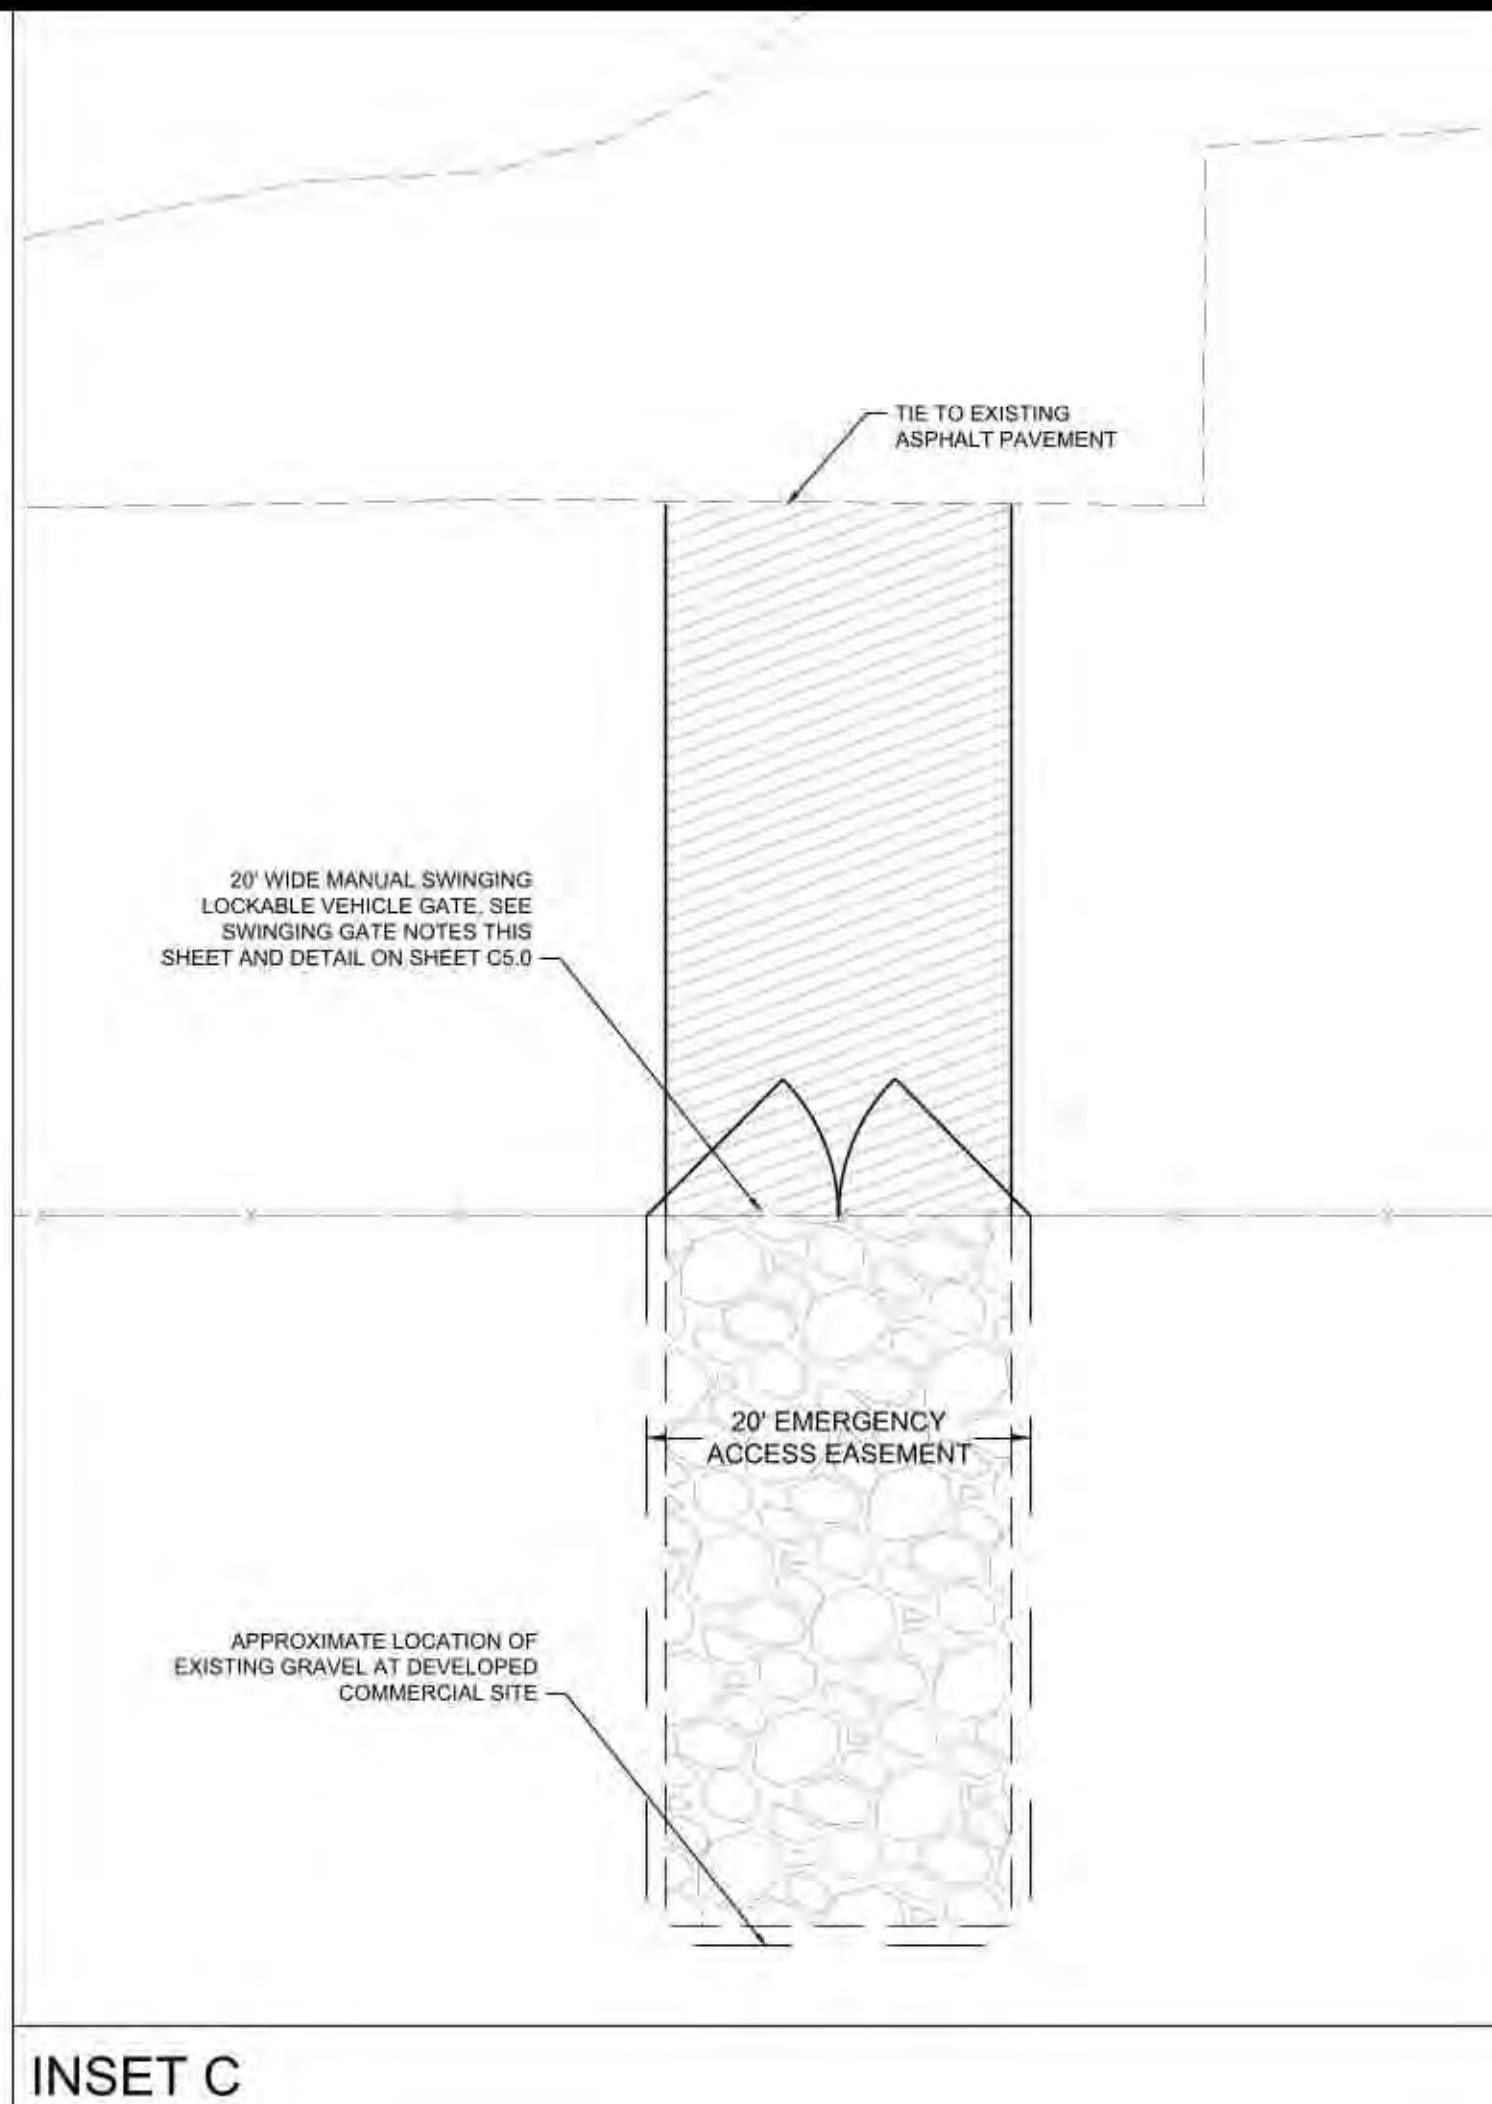 TIE TO EXISTING
ASPHALT PAVEMENT
20' WIDE MANUAL SWINGING
LOCKABLE VEHICLE GATE. SEE
SWINGING GATE NOTES THIS
SHEET AND DETAIL ON SHEET C5.0
20' EMERGENCY
ACCESS EASEMENT
APPROXIMATE LOCATION OF
EXISTING GRAVEL AT DEVELOPED
COMMERCIAL SITE
INSET C